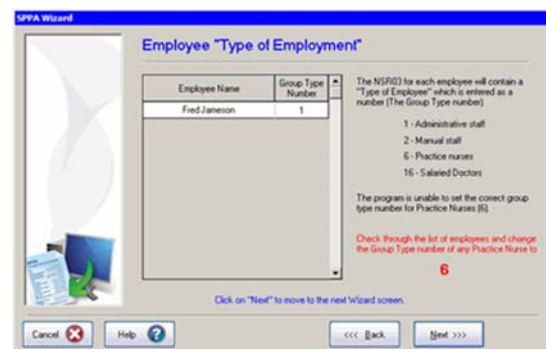 SPPA Wizard
Employee "Type of Employment"
Employee Name
Group Type
Number
Fred Jameson
1
The NSR03 for each employee will contain a
"Type of Employee" which is entered as a
number (The Group Type number).
1 - Administrative staff
2 - Manual staff
6 - Practice nurses
16 - Salaried Doctors
The program is unable to set the correct group
type number for Practice Nurses (6).
Check through the list of employees and change
the Group Type number of any Practice Nurse to
6
Click on "Next" to move to the next Wizard screen.
Cancel
Help
<<< Back
Next >>>